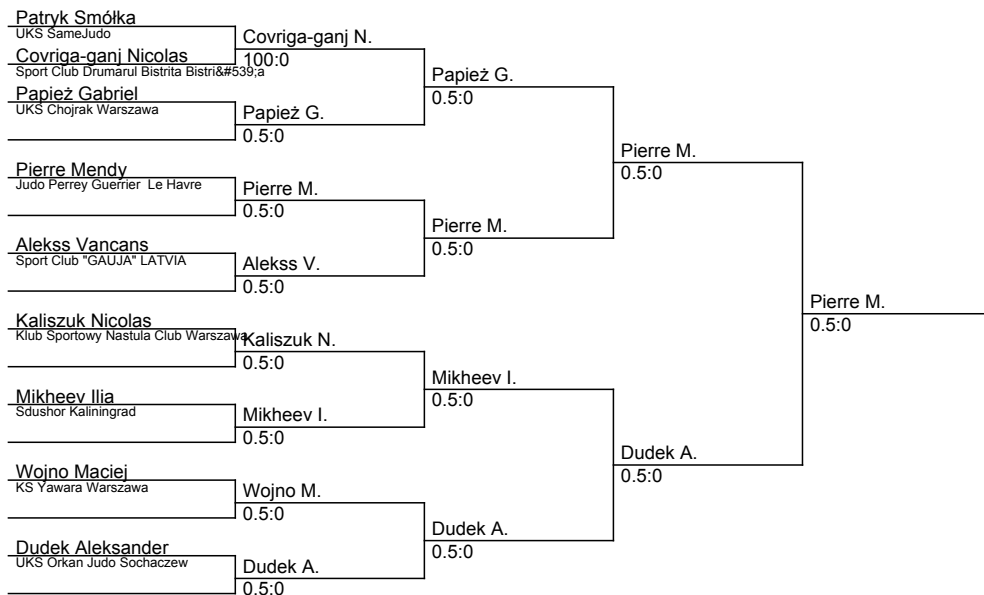 Patryk Smółka
UKS SameJudo
Covriga-ganj Nicolas
Sport Club Drumarul Bistrita Bistri&#539;a
Papież Gabriel
UKS Chojrak Warszawa
Pierre Mendy
Judo Perrey Guerrier Le Havre
Alekss Vancans
Sport Club "GAUJA" LATVIA
Kaliszuk Nicolas
Klub Sportowy Nastula Club Warszawa
Mikheev Ilia
Sdushor Kaliningrad
Wojno Maciej
KS Yawara Warszawa
Dudek Aleksander
UKS Orkan Judo Sochaczew
Covriga-ganj N.
100:0
Papież G.
0.5:0
Pierre M.
0.5:0
Alekss V.
0.5:0
Kaliszuk N.
0.5:0
Mikheev I.
0.5:0
Wojno M.
0.5:0
Dudek A.
0.5:0
Papież G.
0.5:0
Pierre M.
0.5:0
Mikheev I.
0.5:0
Dudek A.
0.5:0
Pierre M.
0.5:0
Dudek A.
0.5:0
Pierre M.
0.5:0